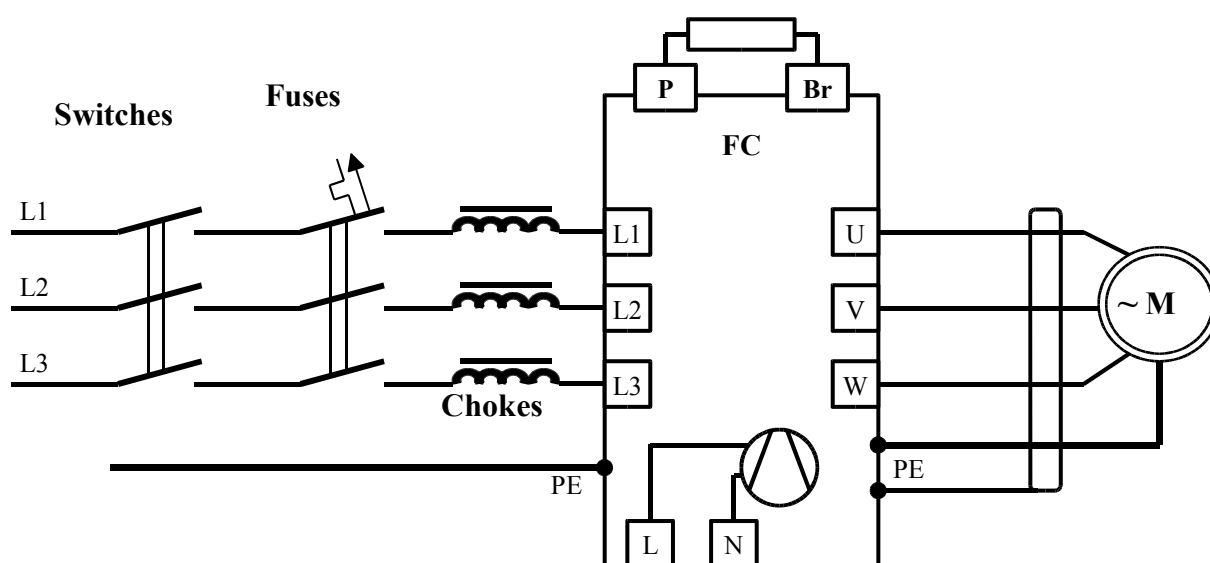 P
Br
Fuses
Switches
FC
L1
L1
U
L2
L2
V
~ M
L3
L3
W
Chokes
PE
PE
L
N